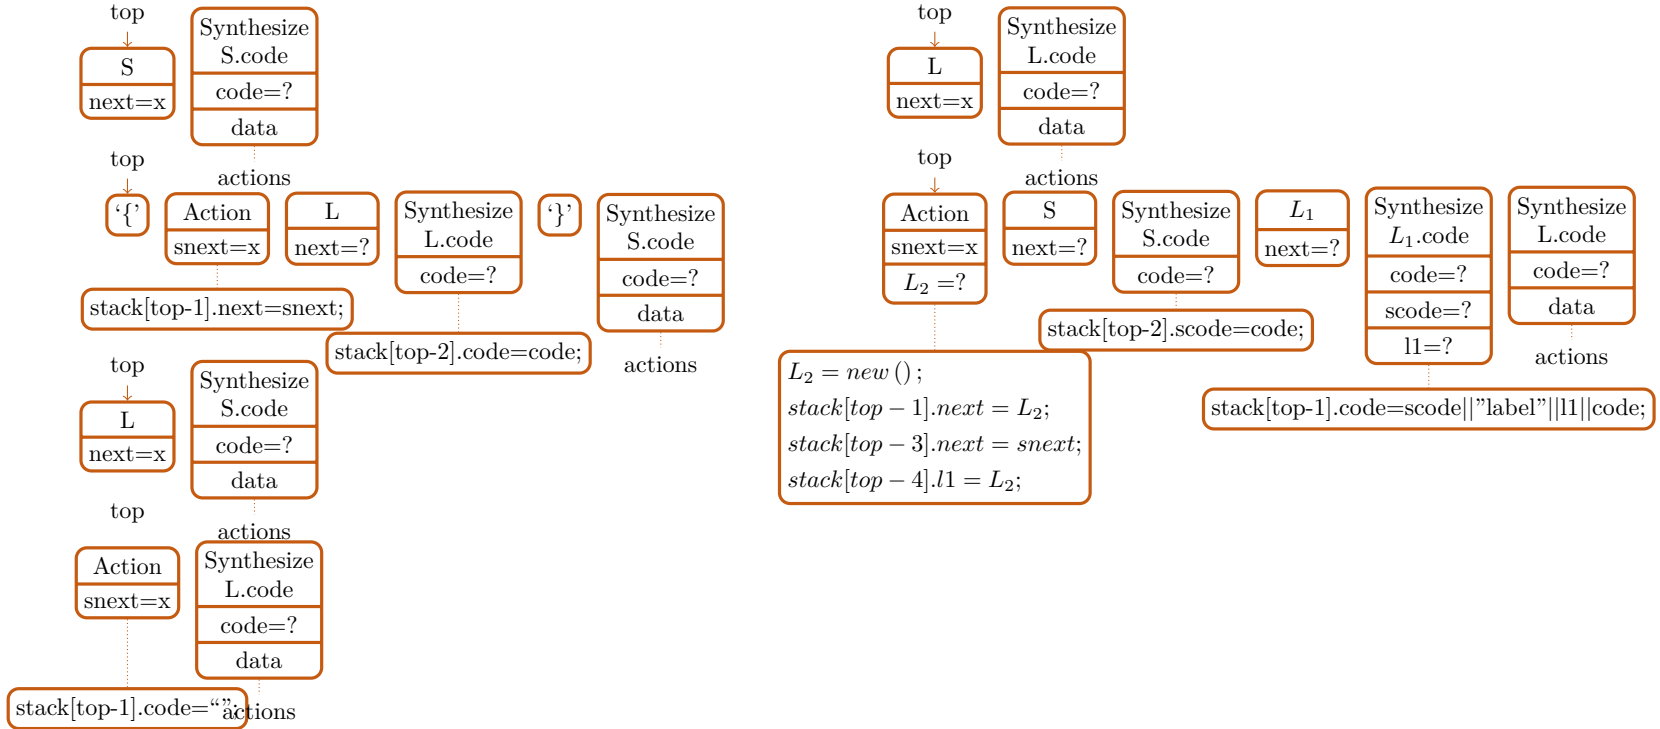 top
S
next=x
Synthesize
S.code
code=?
data
actions
top
‘{’
Action
snext=x
stack[top-1].next=snext;
L
next=?
Synthesize
L.code
code=?
stack[top-2].code=code;
‘}’
Synthesize
S.code
code=?
data
actions
top
L
next=x
Synthesize
S.code
code=?
data
actions
top
Action
snext=x
stack[top-1].code=“”;
Synthesize
L.code
code=?
data
actions
top
L
next=x
Synthesize
L.code
code=?
data
actions
top
Action
snext=x
L₂ =?
L₂ = new () ;
stack[top − 1].next = L₂;
stack[top − 3].next = snext;
stack[top − 4].l1 = L₂;
S
next=?
Synthesize
S.code
code=?
stack[top-2].scode=code;
L₁
next=?
Synthesize
L₁.code
code=?
scode=?
l1=?
stack[top-1].code=scode||”label”||l1||code;
Synthesize
L.code
code=?
data
actions